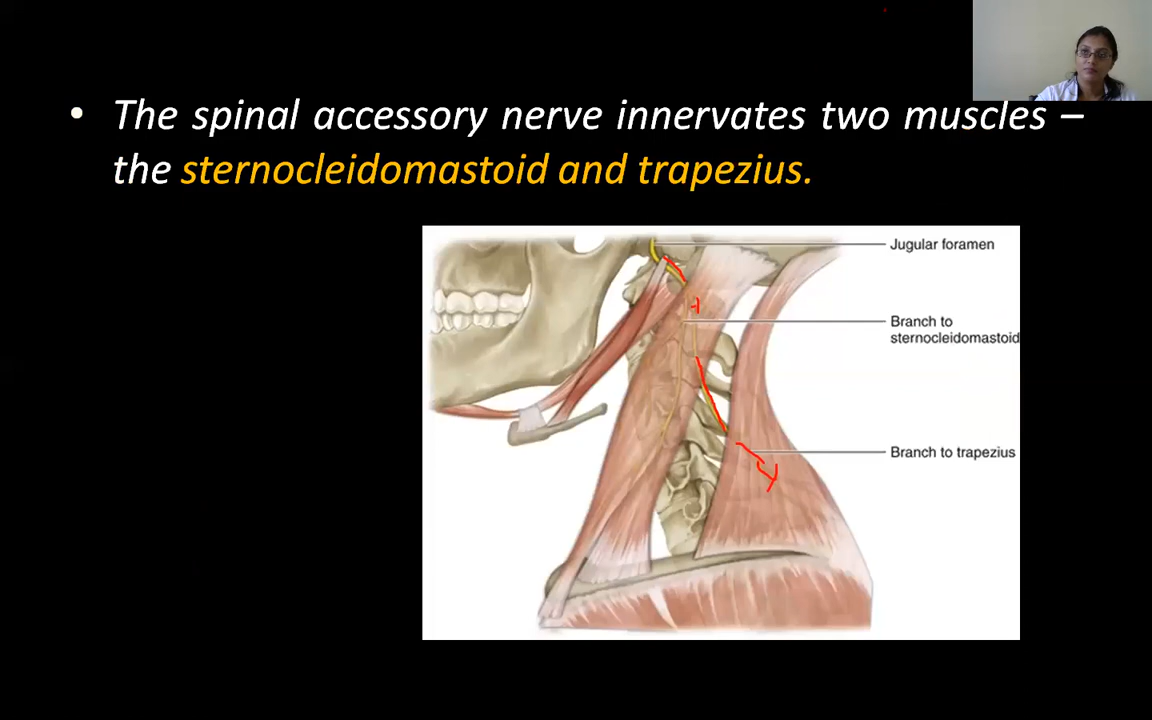 • The spinal accessory nerve innervates two muscles –
the sternocleidomastoid and trapezius.
Jugular foramen
Branch to
sternocleidomastoid
Branch to trapezius